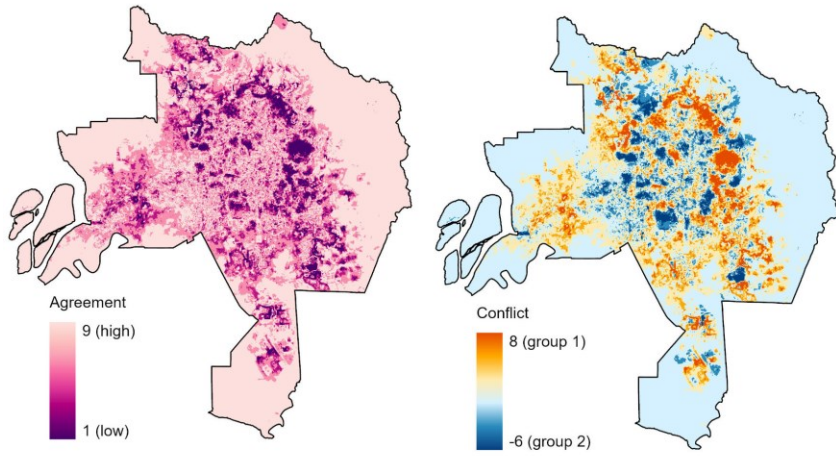 Agreement
9 (high)
1 (low)
Conflict
8 (group 1)
-6 (group 2)